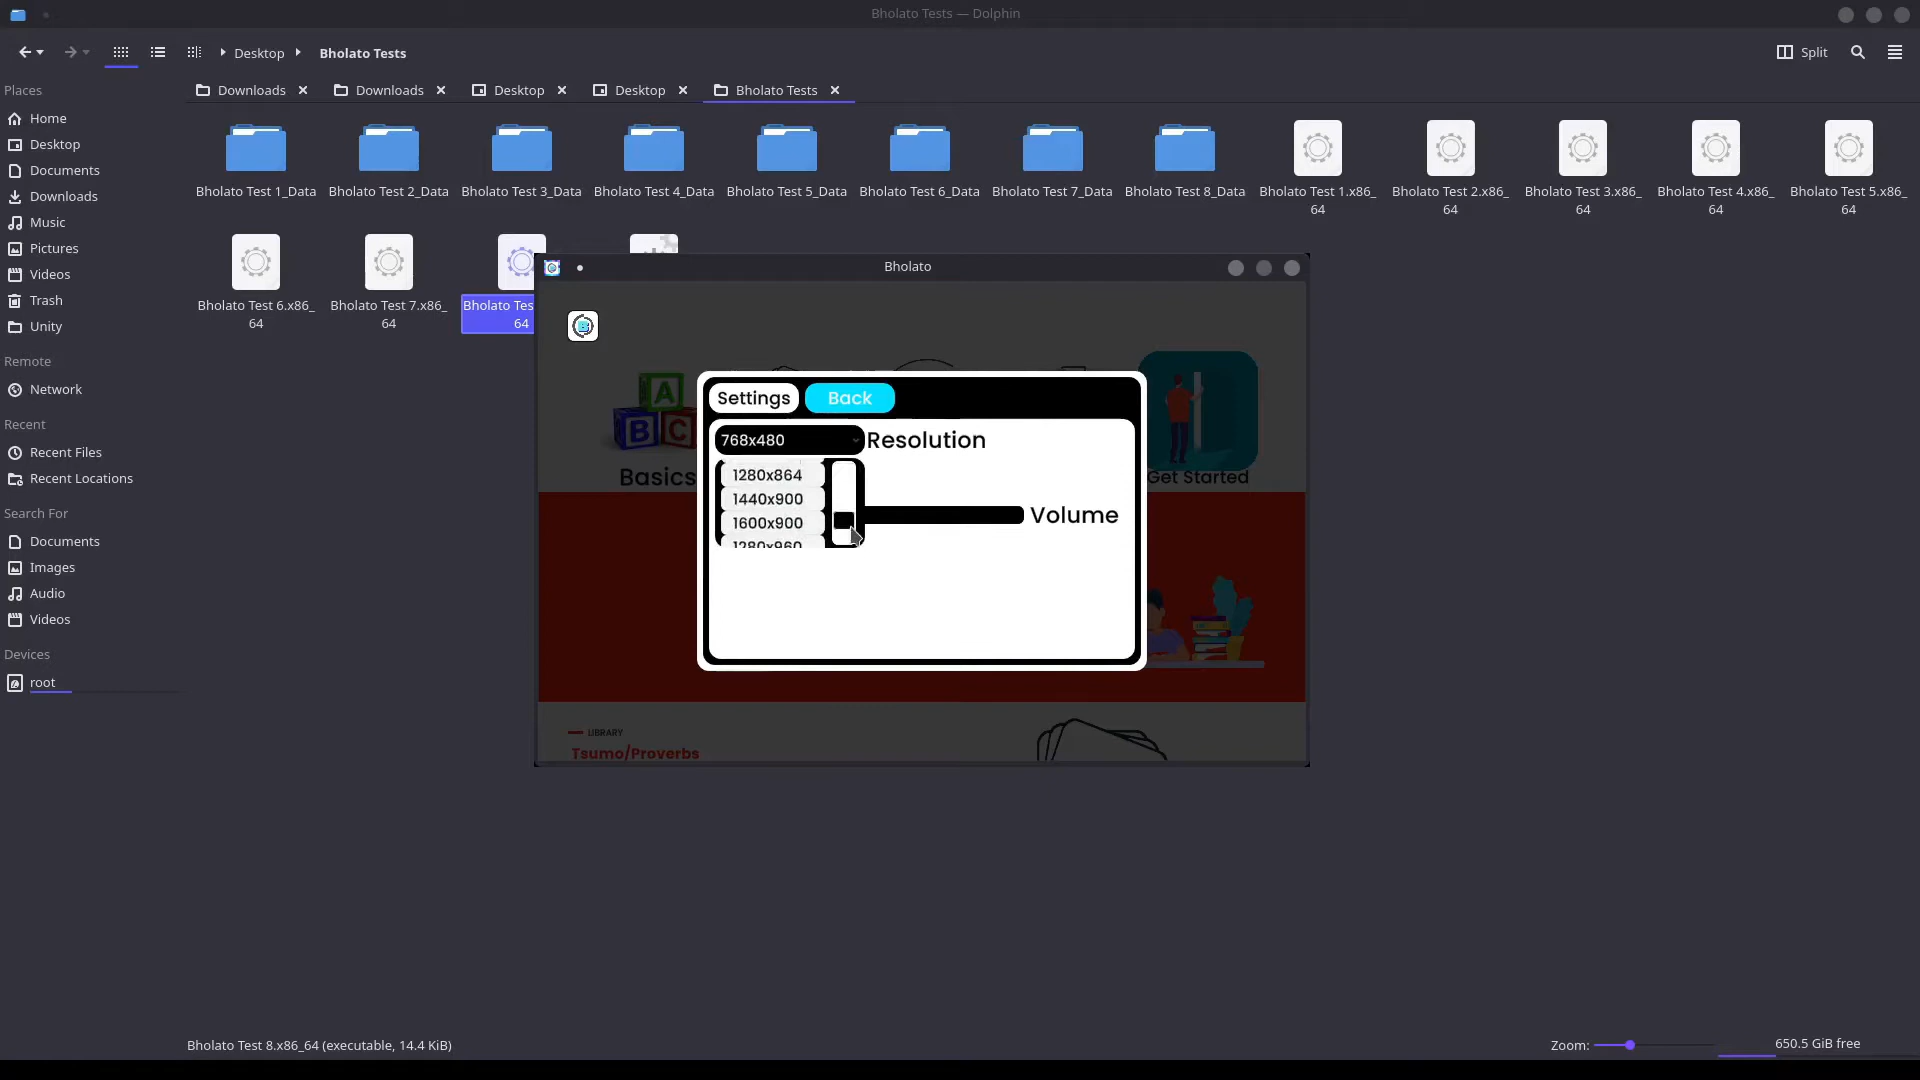 Bholato Tests — Dolphin
Desktop
Bholato Tests
Split
Places
Downloads
Downloads
Desktop
Desktop
Bholato Tests
Home
Desktop
Documents
Downloads
Music
Pictures
Videos
Trash
Unity
Remote
Network
Recent
Recent Files
Recent Locations
Search For
Documents
Images
Audio
Videos
Devices
root
Bholato Test 1_Data
Bholato Test 2_Data
Bholato Test 3_Data
Bholato Test 4_Data
Bholato Test 5_Data
Bholato Test 6_Data
Bholato Test 7_Data
Bholato Test 8_Data
Bholato Test 1.x86_
64
Bholato Test 2.x86_
64
Bholato Test 3.x86_
64
Bholato Test 4.x86_
64
Bholato Test 5.x86_
64
Bholato Test 6.x86_
64
Bholato Test 7.x86_
64
Bholato Tes
64
Bholato
Settings
Back
768x480
Resolution
1280x864
1440x900
1600x900
1280x960
Volume
A
B
C
Basics
Get Started
LIBRARY
Tsumo/Proverbs
Bholato Test 8.x86_64 (executable, 14.4 KiB)
Zoom:
650.5 GiB free